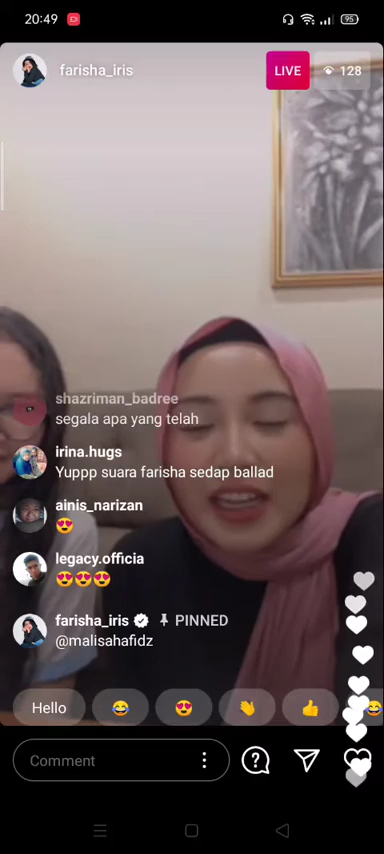 20:49
95
farisha_iris
LIVE
128
shazriman_badree
segala apa yang telah
irina.hugs
Yuppp suara farisha sedap ballad
ainis_narizan
😍
legacy.officia
😍😍😍
farisha_iris PINNED
@malisahafidz
Hello 😂 😍 👏 👍 😂
Comment